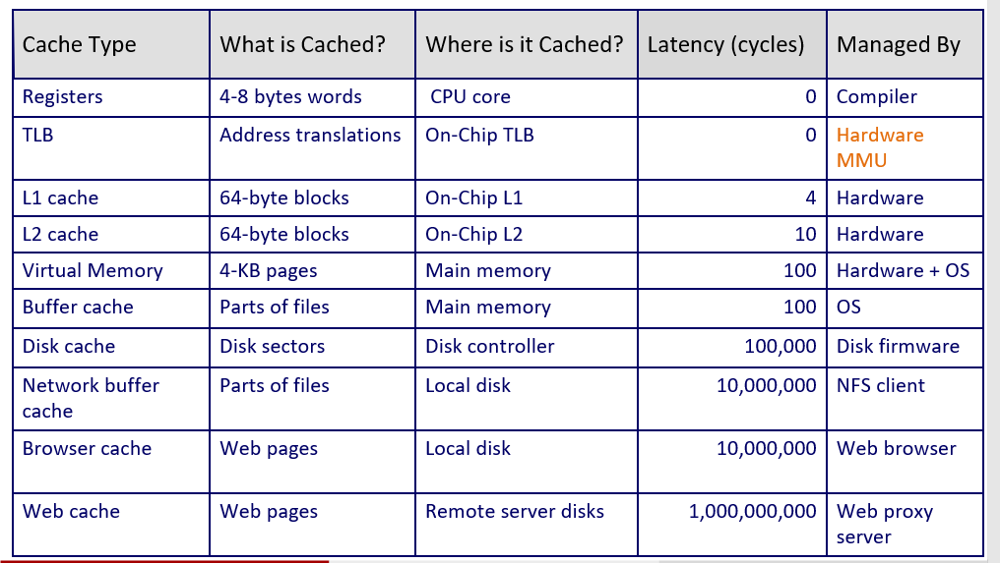 Cache Type What is Cached? Where is it Cached? Latency (cycles) Managed By
Registers 4-8 bytes words CPU core 0 Compiler
TLB Address translations On-Chip TLB 0 Hardware
MMU
L1 cache 64-byte blocks On-Chip L1 4 Hardware
L2 cache 64-byte blocks On-Chip L2 10 Hardware
Virtual Memory 4-KB pages Main memory 100 Hardware + OS
Buffer cache Parts of files Main memory 100 OS
Disk cache Disk sectors Disk controller 100,000 Disk firmware
Network buffer Parts of files Local disk 10,000,000 NFS client
cache
Browser cache Web pages Local disk 10,000,000 Web browser
Web cache Web pages Remote server disks 1,000,000,000 Web proxy
server